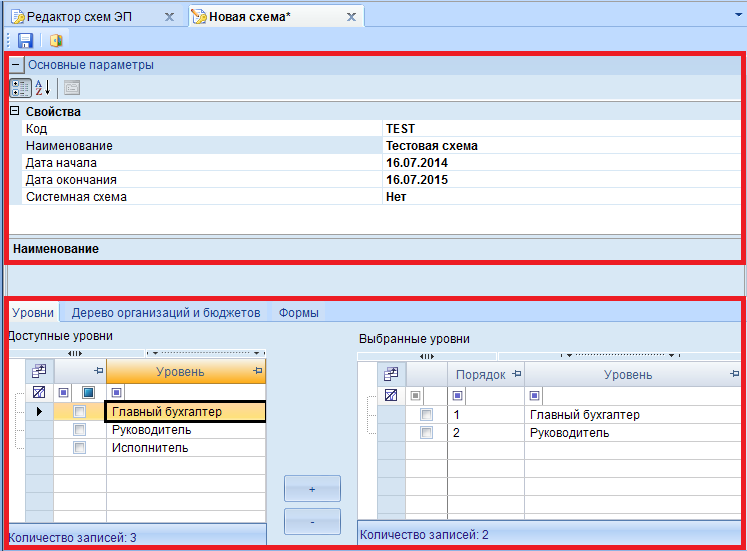 Редактор схем ЭП Новая схема*
Основные параметры
Свойства
Код TEST
Наименование Тестовая схема
Дата начала 16.07.2014
Дата окончания 16.07.2015
Системная схема Нет
Наименование
Уровни Дерево организаций и бюджетов Формы
Доступные уровни
Уровень
Главный бухгалтер
Руководитель
Исполнитель
Количество записей: 3
+
-
Выбранные уровни
Порядок Уровень
1 Главный бухгалтер
2 Руководитель
Количество записей: 2